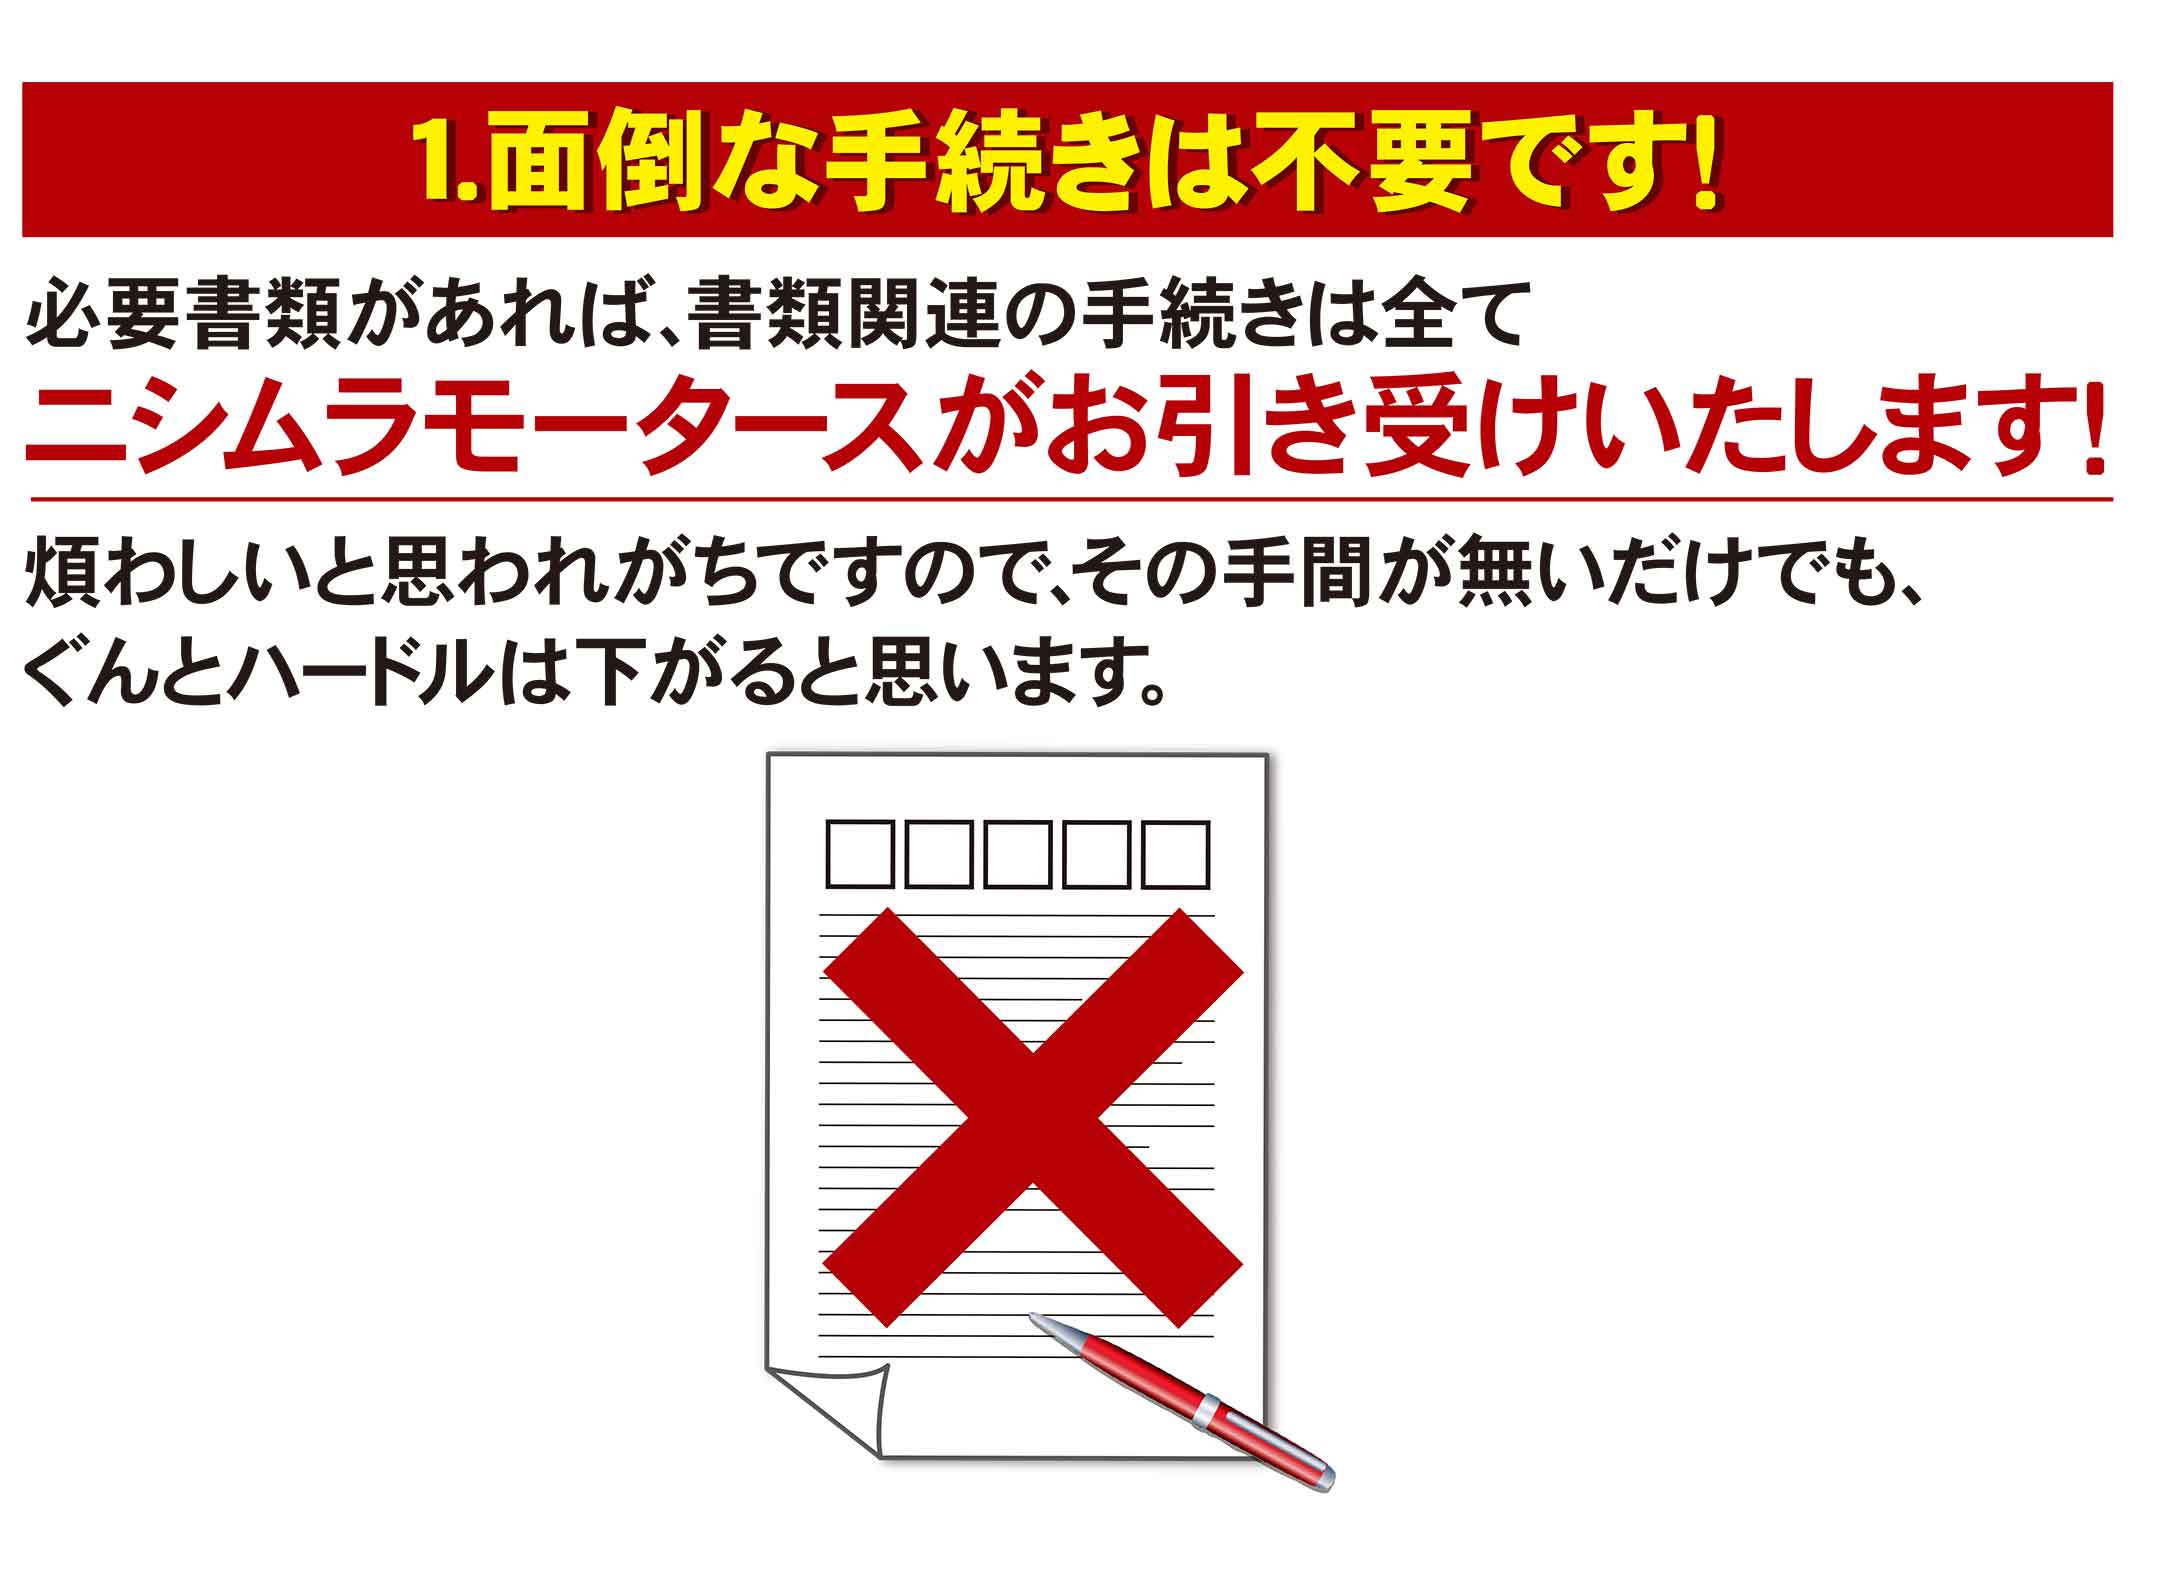 1.面倒な手続きは不要です!
必要書類があれば、書類関連の手続きは全て
ニシムラモータースがお引き受けいたします!
煩わしいと思われがちですので、その手間が無いだけでも、
ぐんとハードルは下がると思います。
□□□□□